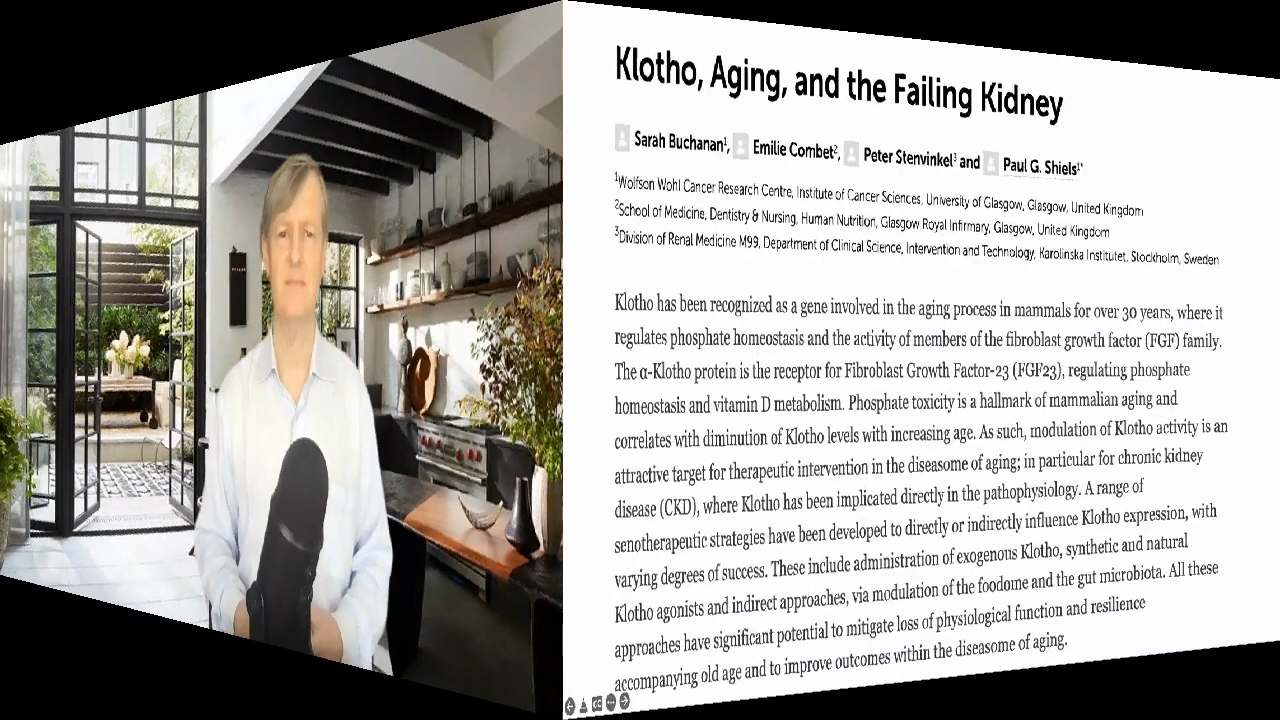 Klotho, Aging, and the Failing Kidney
Sarah Buchanan¹, Emilie Combet², Peter Stenvinkel³ and Paul G. Shiels¹*
¹Wolfson Wohl Cancer Research Centre, Institute of Cancer Sciences, University of Glasgow, Glasgow, United Kingdom
²School of Medicine, Dentistry & Nursing, Human Nutrition, Glasgow Royal Infirmary, Glasgow, United Kingdom
³Division of Renal Medicine M99, Department of Clinical Science, Intervention and Technology, Karolinska Institutet, Stockholm, Sweden
Klotho has been recognized as a gene involved in the aging process in mammals for over 30 years, where it
regulates phosphate homeostasis and the activity of members of the fibroblast growth factor (FGF) family.
The α-Klotho protein is the receptor for Fibroblast Growth Factor-23 (FGF23), regulating phosphate
homeostasis and vitamin D metabolism. Phosphate toxicity is a hallmark of mammalian aging and
correlates with diminution of Klotho levels with increasing age. As such, modulation of Klotho activity is an
attractive target for therapeutic intervention in the diseasome of aging; in particular for chronic kidney
disease (CKD), where Klotho has been implicated directly in the pathophysiology. A range of
senotherapeutic strategies have been developed to directly or indirectly influence Klotho expression, with
varying degrees of success. These include administration of exogenous Klotho, synthetic and natural
Klotho agonists and indirect approaches, via modulation of the foodome and the gut microbiota. All these
approaches have significant potential to mitigate loss of physiological function and resilience
accompanying old age and to improve outcomes within the diseasome of aging.